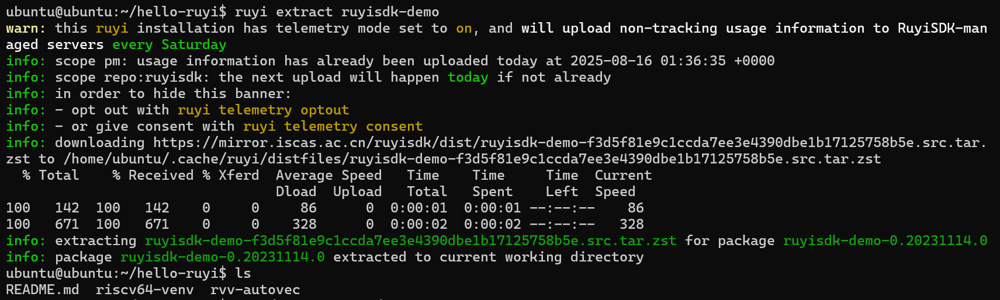 ubuntu@ubuntu:~/hello-ruyi$ ruyi extract ruyisdk-demo
warn: this ruyi installation has telemetry mode set to on, and will upload non-tracking usage information to RuyiSDK-man
aged servers every Saturday
info: scope pm: usage information has already been uploaded today at 2025-08-16 01:36:35 +0000
info: scope repo:ruyisdk: the next upload will happen today if not already
info: in order to hide this banner:
info: - opt out with ruyi telemetry optout
info: - or give consent with ruyi telemetry consent
info: downloading https://mirror.iscas.ac.cn/ruyisdk/dist/ruyisdk-demo-f3d5f81e9c1ccda7ee3e4390dbe1b17125758b5e.src.tar.
zst to /home/ubuntu/.cache/ruyi/distfiles/ruyisdk-demo-f3d5f81e9c1ccda7ee3e4390dbe1b17125758b5e.src.tar.zst
  % Total    % Received % Xferd  Average Speed   Time    Time     Time  Current
                                 Dload  Upload   Total   Spent    Left  Speed
100   142  100   142    0     0     86      0  0:00:01  0:00:01 --:--:--    86
100   671  100   671    0     0    328      0  0:00:02  0:00:02 --:--:--   328
info: extracting ruyisdk-demo-f3d5f81e9c1ccda7ee3e4390dbe1b17125758b5e.src.tar.zst for package ruyisdk-demo-0.20231114.0
info: package ruyisdk-demo-0.20231114.0 extracted to current working directory
ubuntu@ubuntu:~/hello-ruyi$ ls
README.md  riscv64-venv  rvv-autovec